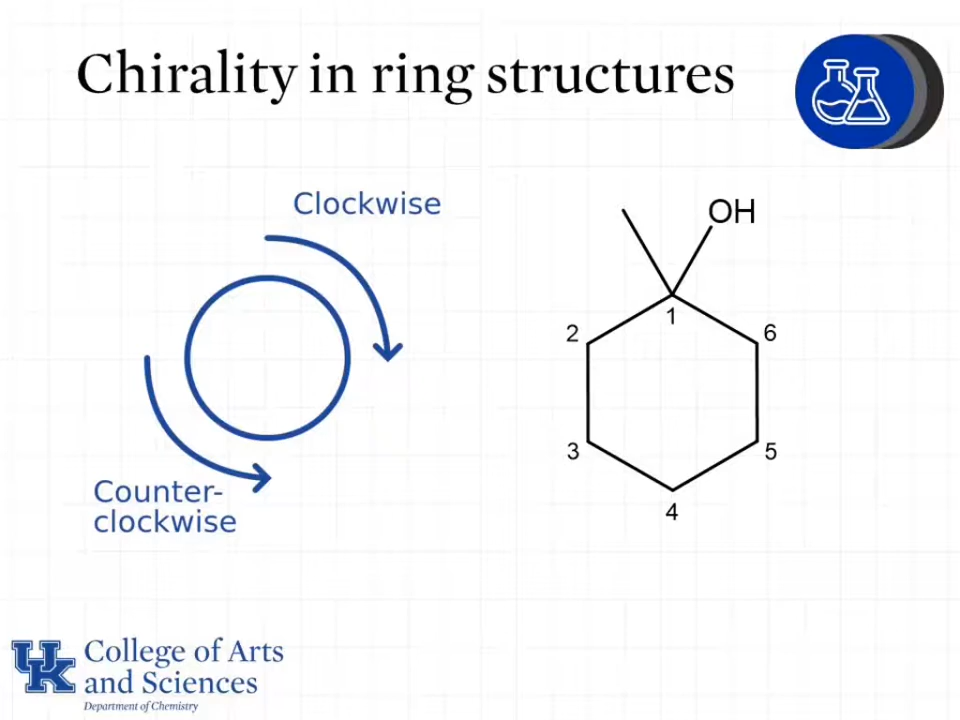 Chirality in ring structures
Clockwise
Counter-
clockwise
OH
1
2
6
3
5
4
UK
College of Arts
and Sciences
Department of Chemistry